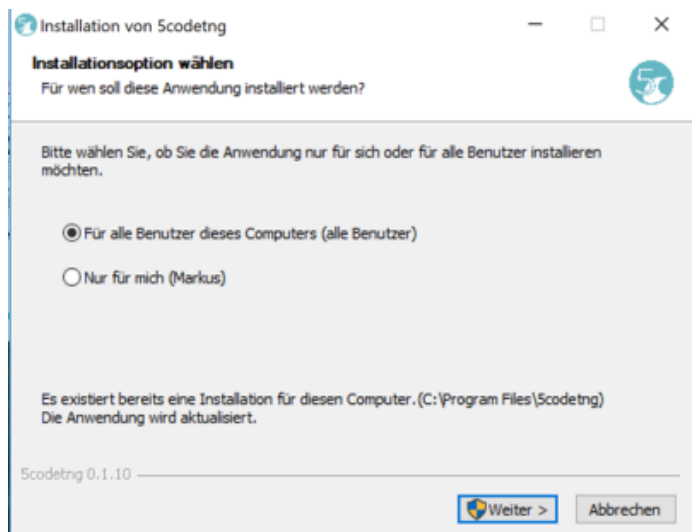 Installation von 5codetng
Installationsoption wählen
Für wen soll diese Anwendung installiert werden?
5c
Bitte wählen Sie, ob Sie die Anwendung nur für sich oder für alle Benutzer installieren
möchten.
Für alle Benutzer dieses Computers (alle Benutzer)
Nur für mich (Markus)
Es existiert bereits eine Installation für diesen Computer.(C:\Program Files\5codetng)
Die Anwendung wird aktualisiert.
5codetng 0.1.10
Weiter > Abbrechen